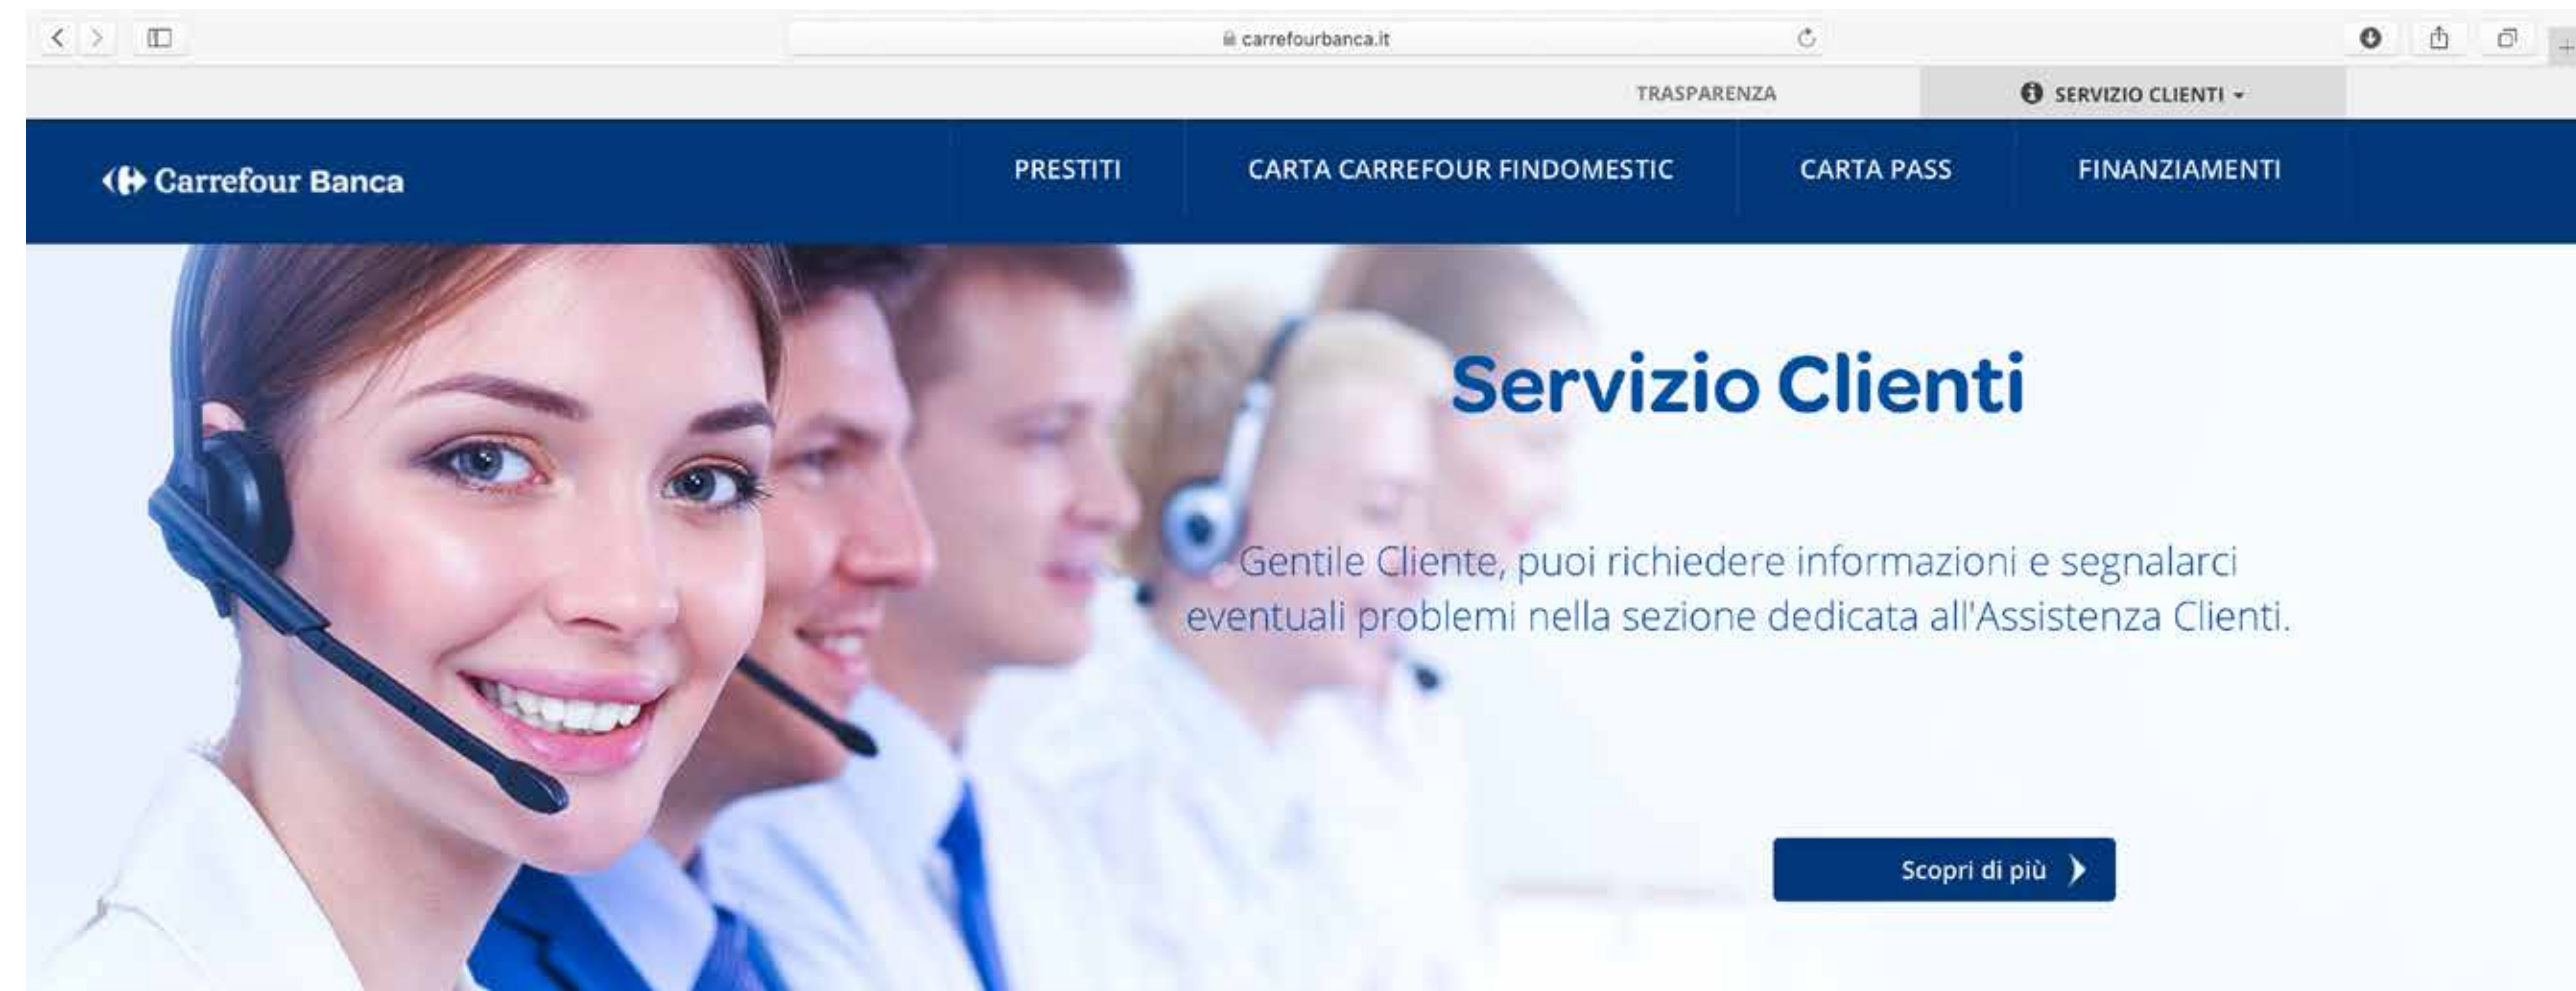 carrefourbanca.it
TRASPARENZA
SERVIZIO CLIENTI
Carrefour Banca
PRESTITI
CARTA CARREFOUR FINDOMESTIC
CARTA PASS
FINANZIAMENTI
Servizio Clienti
Gentile Cliente, puoi richiedere informazioni e segnalarci
eventuali problemi nella sezione dedicata all'Assistenza Clienti.
Scopri di più